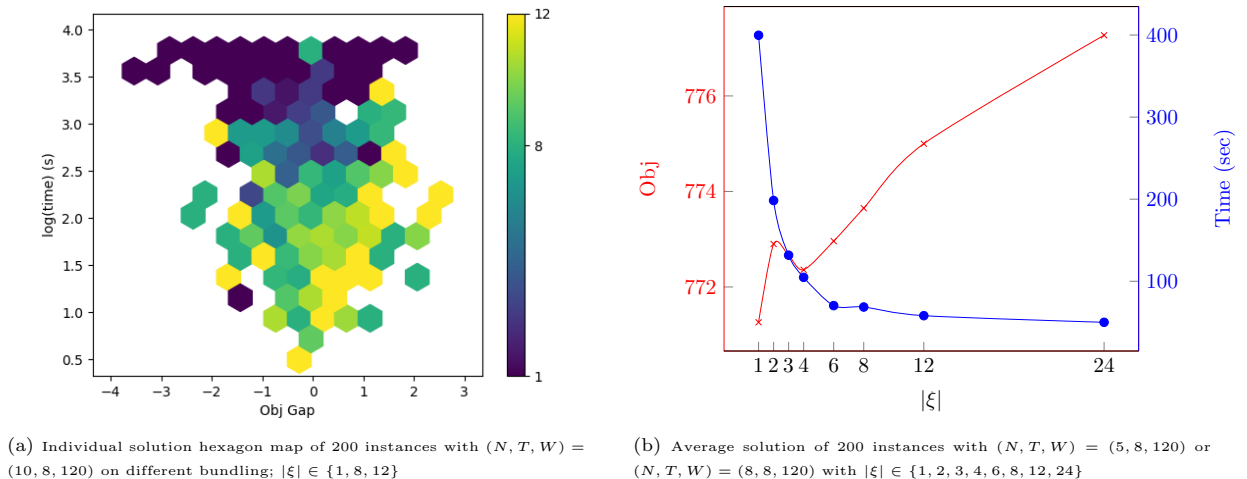 4.0
3.5
3.0
2.5
2.0
1.5
1.0
0.5
log(time) (s)
−4 −3 −2 −1 0 1 2 3
Obj Gap
12
8
1
776
774
772
Obj
400
300
200
100
Time (sec)
1 2 3 4 6 8 12 24
|ξ|
(a) Individual solution hexagon map of 200 instances with (N, T, W) =
(10, 8, 120) on different bundling; |ξ| ∈ {1, 8, 12}
(b) Average solution of 200 instances with (N, T, W) = (5, 8, 120) or
(N, T, W) = (8, 8, 120) with |ξ| ∈ {1, 2, 3, 4, 6, 8, 12, 24}